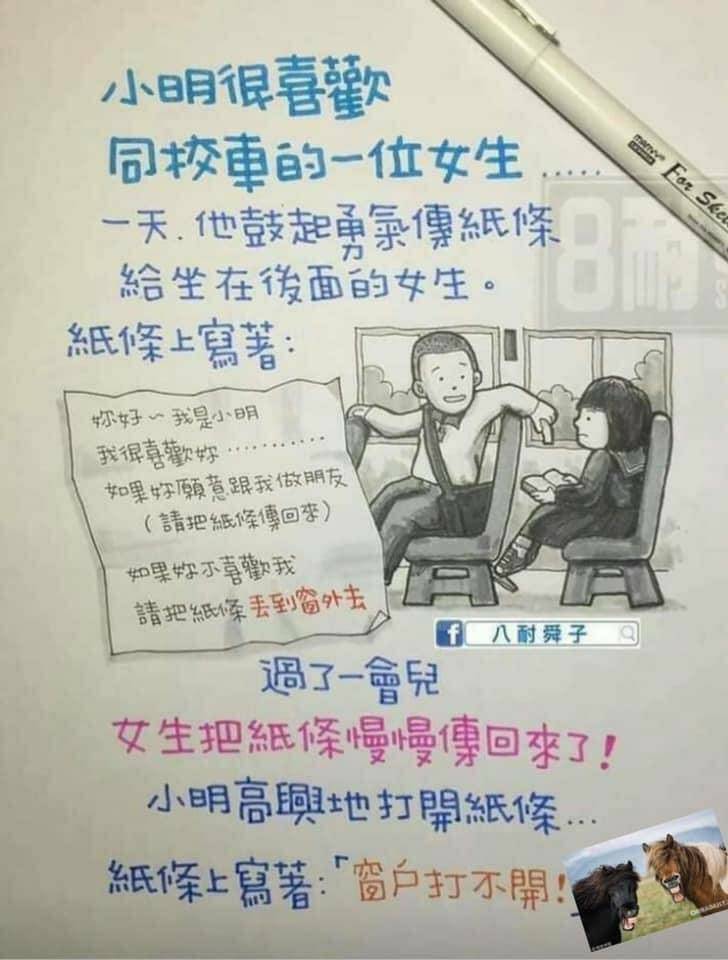 小明很喜歡
同校車的一位女生.....
一天.他鼓起勇氣傳紙條
給坐在後面的女生。
紙條上寫著:
妳好~我是小明
我很喜歡妳............
如果妳願意跟我做朋友
(請把紙條傳回來)
如果妳不喜歡我
請把紙條丟到窗外去
f 八耐舜子
過了一會兒
女生把紙條慢慢傳回來了!
小明高興地打開紙條...
紙條上寫著:「窗戶打不開!」
8耐
For